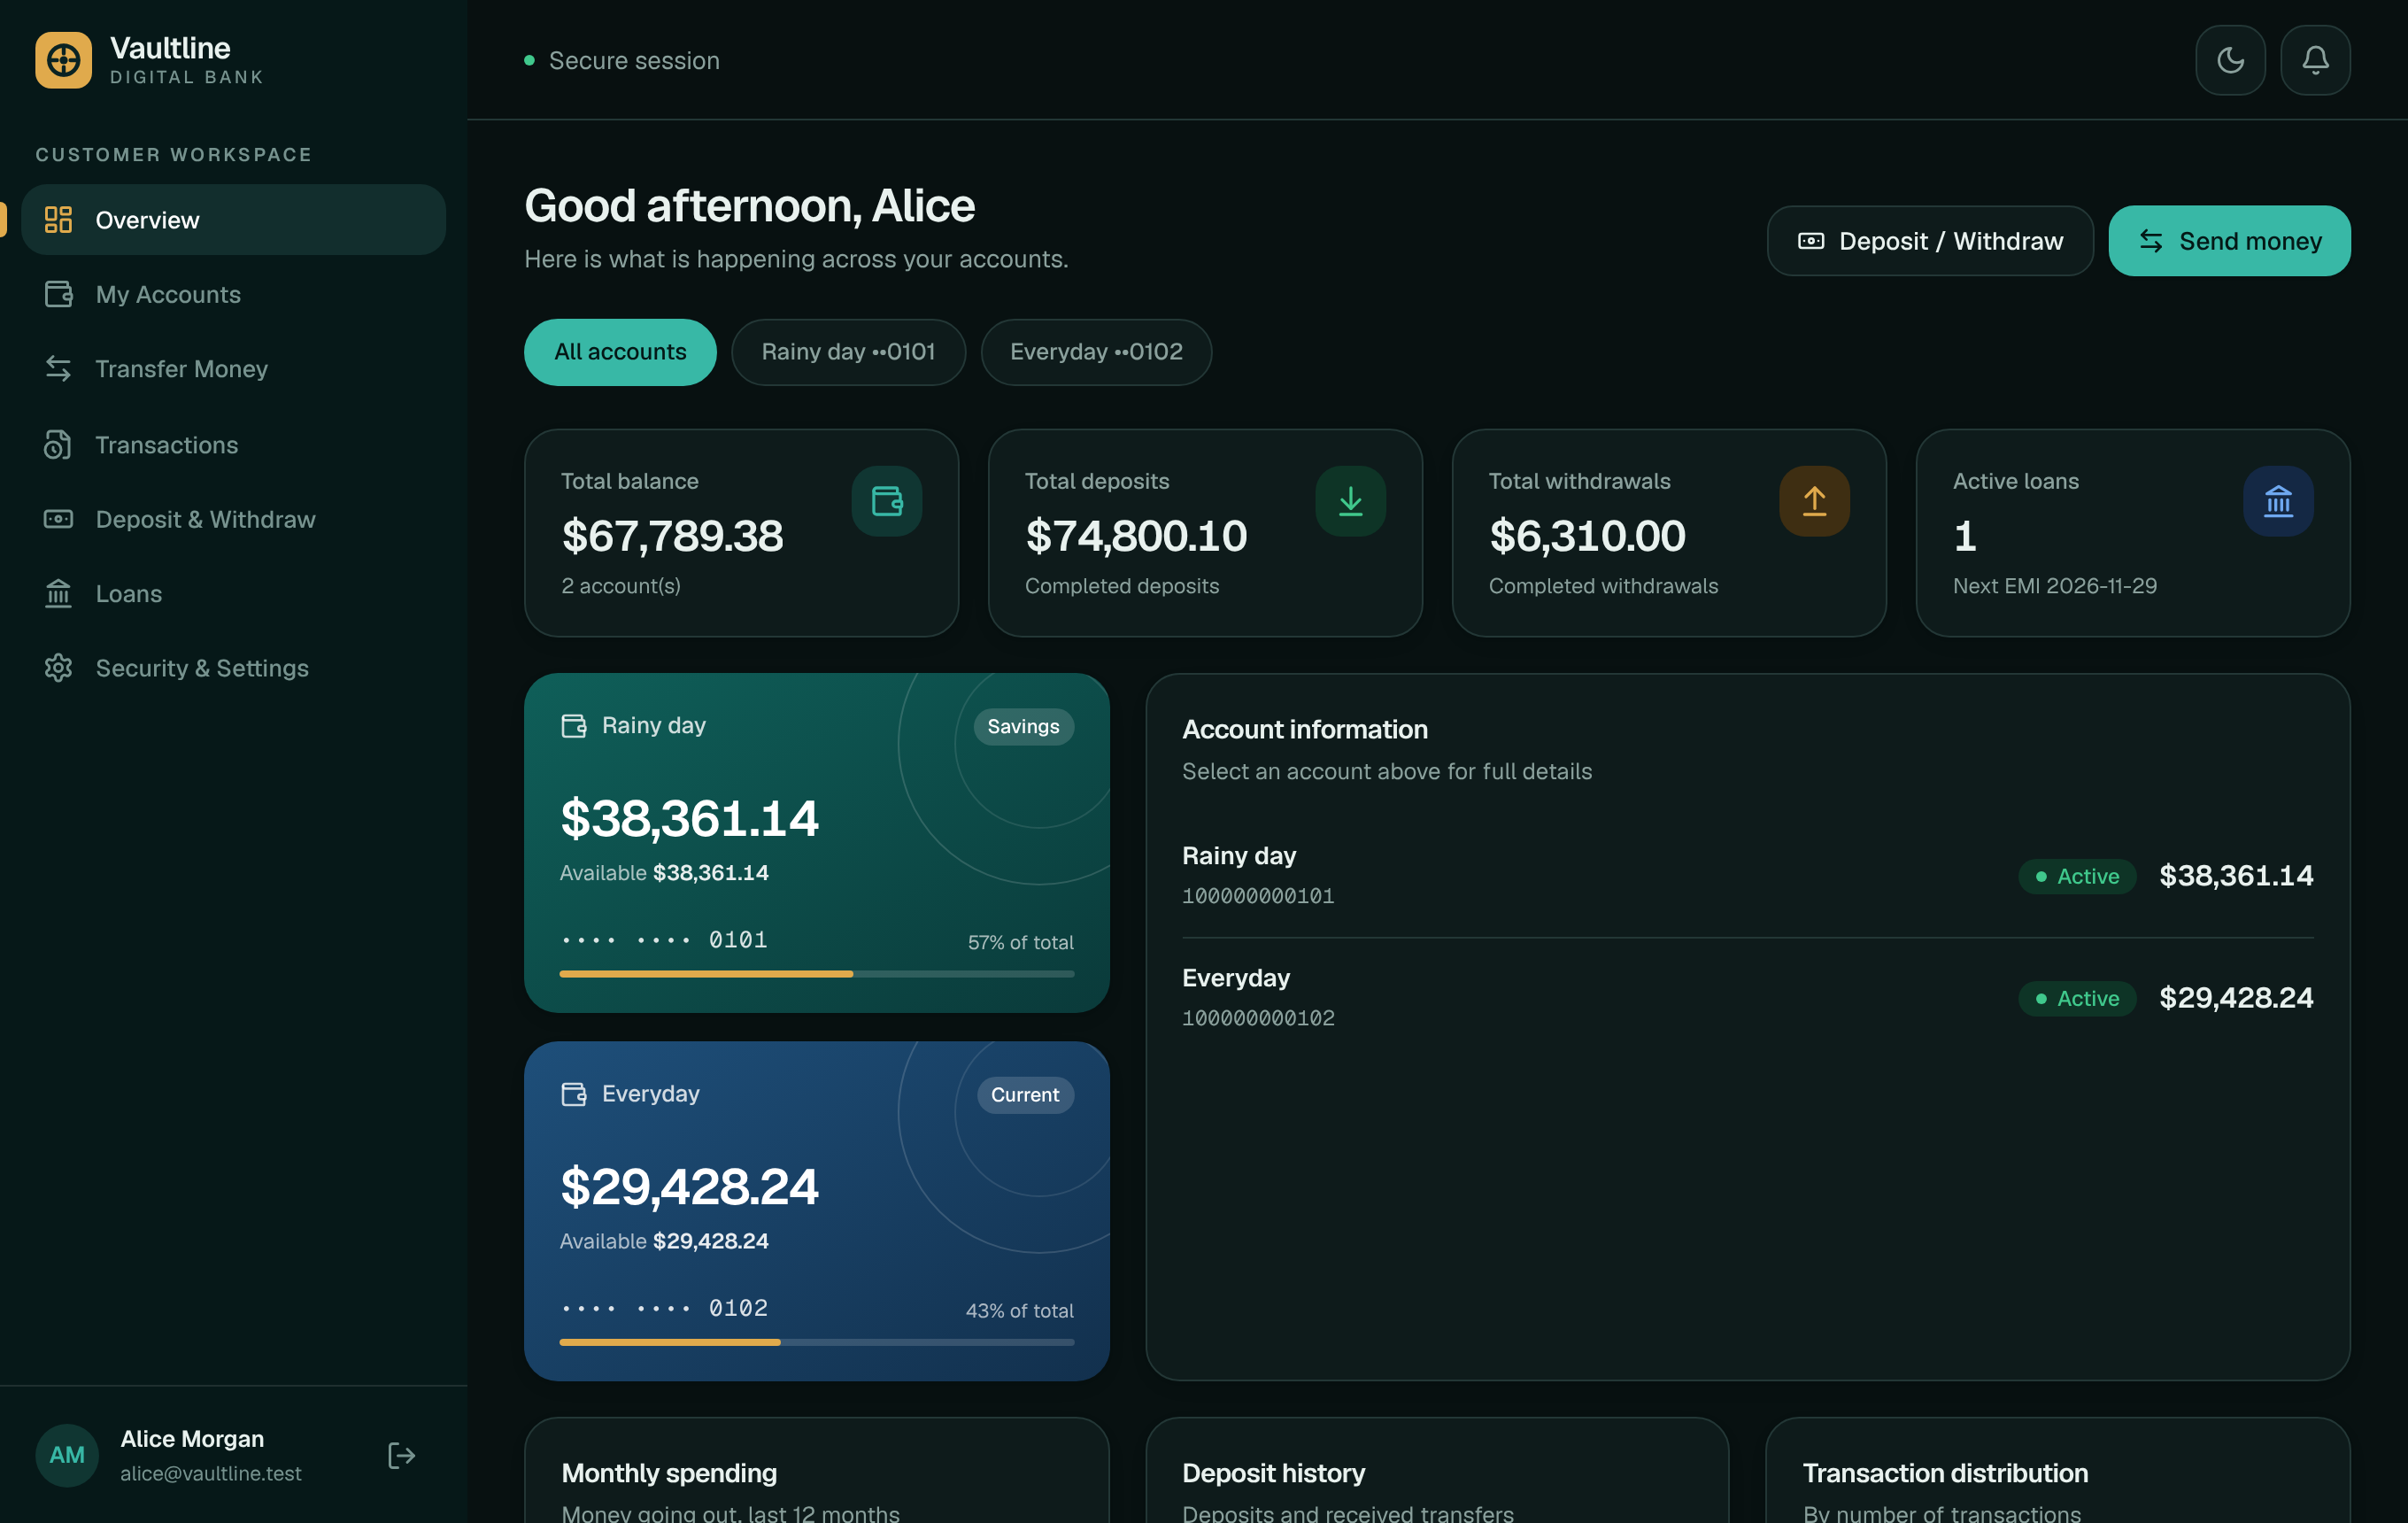 Vaultline
DIGITAL BANK
CUSTOMER WORKSPACE
Overview
My Accounts
Transfer Money
Transactions
Deposit & Withdraw
Loans
Security & Settings
AM
Alice Morgan
alice@vaultline.test
Secure session
Good afternoon, Alice
Here is what is happening across your accounts.
Deposit / Withdraw
Send money
All accounts
Rainy day ••0101
Everyday ••0102
Total balance
$67,789.38
2 account(s)
Total deposits
$74,800.10
Completed deposits
Total withdrawals
$6,310.00
Completed withdrawals
Active loans
1
Next EMI 2026-11-29
Rainy day
Savings
$38,361.14
Available $38,361.14
•••• •••• 0101
57% of total
Everyday
Current
$29,428.24
Available $29,428.24
•••• •••• 0102
43% of total
Account information
Select an account above for full details
Rainy day
100000000101
Active
$38,361.14
Everyday
100000000102
Active
$29,428.24
Monthly spending
Money going out, last 12 months
Deposit history
Deposits and received transfers
Transaction distribution
By number of transactions